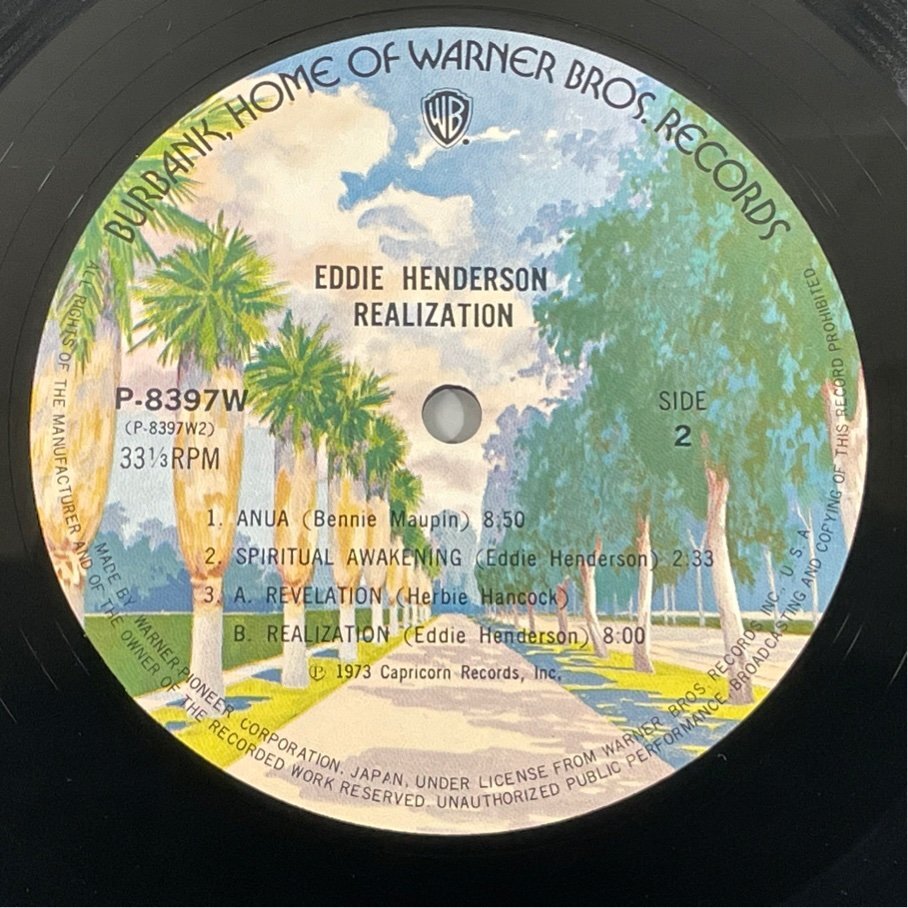 BURBANK, HOME OF WARNER BROS. RECORDS
WB
EDDIE HENDERSON
REALIZATION
P-8397W
(P-8397W2)
33⅓RPM
SIDE
2
1. ANUA (Bennie Maupin) 8:50
2. SPIRITUAL AWAKENING (Eddie Henderson) 2:33
3. A. REVELATION (Herbie Hancock)
B. REALIZATION (Eddie Henderson) 8:00
Ⓟ 1973 Capricorn Records, Inc.
MADE BY WARNER-PIONEER CORPORATION, JAPAN, UNDER LICENSE FROM WARNER BROS. RECORDS INC. U.S.A.
ALL RIGHTS OF THE MANUFACTURER AND OF THE OWNER OF THE RECORDED WORK RESERVED. UNAUTHORIZED PUBLIC PERFORMANCE, BROADCASTING AND COPYING OF THIS RECORD PROHIBITED.